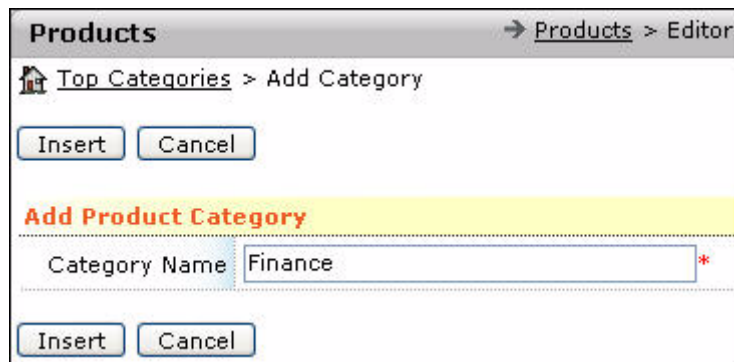 Products → Products > Editor
Top Categories > Add Category
Insert Cancel
Add Product Category
Category Name Finance *
Insert Cancel